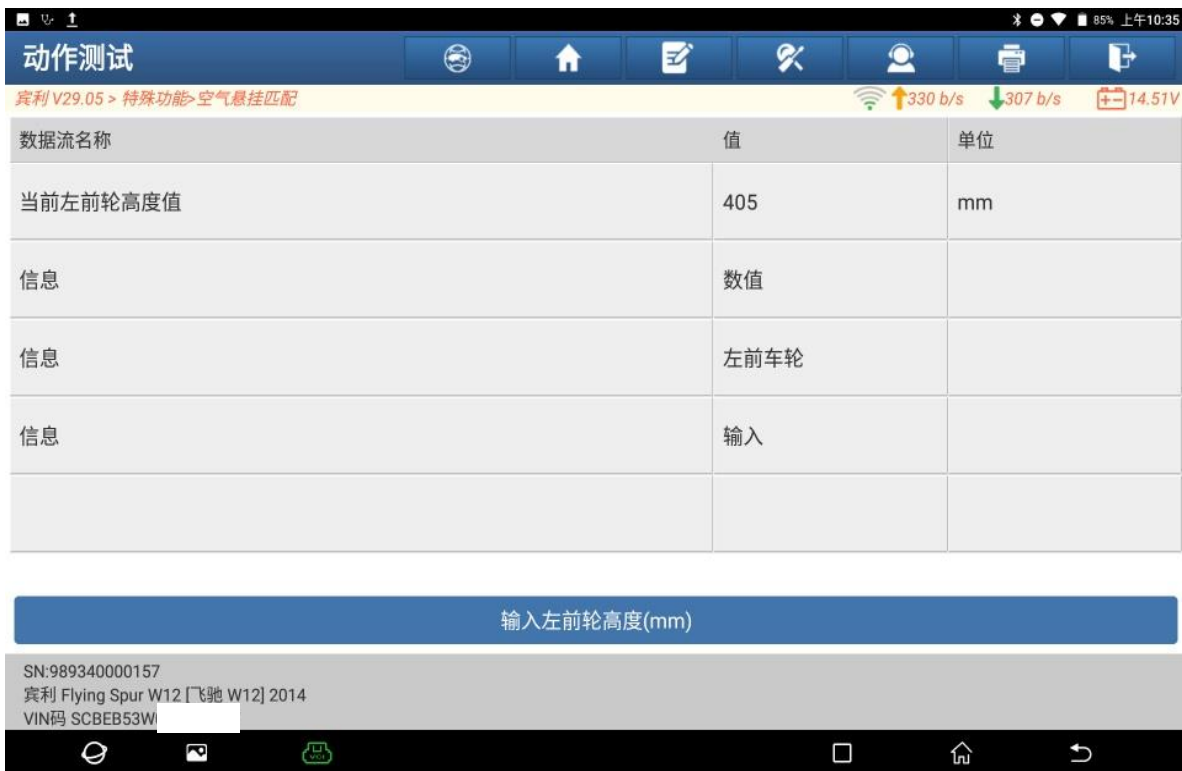 85% 上午10:35
动作测试
宾利 V29.05 > 特殊功能>空气悬挂匹配 330 b/s 307 b/s 14.51V
数据流名称 值 单位
当前左前轮高度值 405 mm
信息 数值
信息 左前车轮
信息 输入
输入左前轮高度(mm)
SN:989340000157
宾利 Flying Spur W12 [飞驰 W12] 2014
VIN码 SCBEB53W
VCI